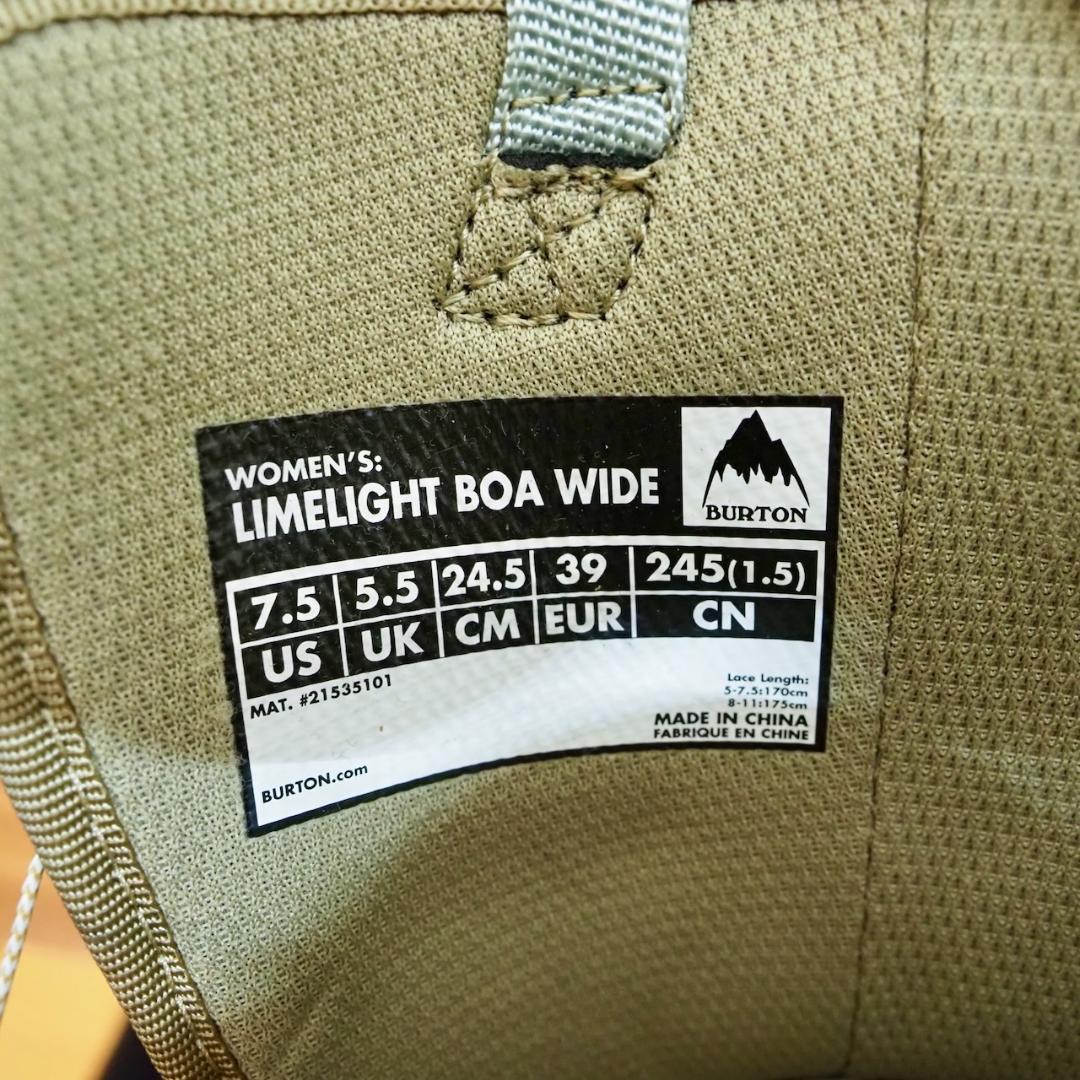 WOMEN'S:
LIMELIGHT BOA WIDE
BURTON
7.5 5.5 24.5 39 245(1.5)
US UK CM EUR CN
MAT. #21535101
Lace Length:
5-7.5:170cm
8-11:175cm
MADE IN CHINA
FABRIQUE EN CHINE
BURTON.com